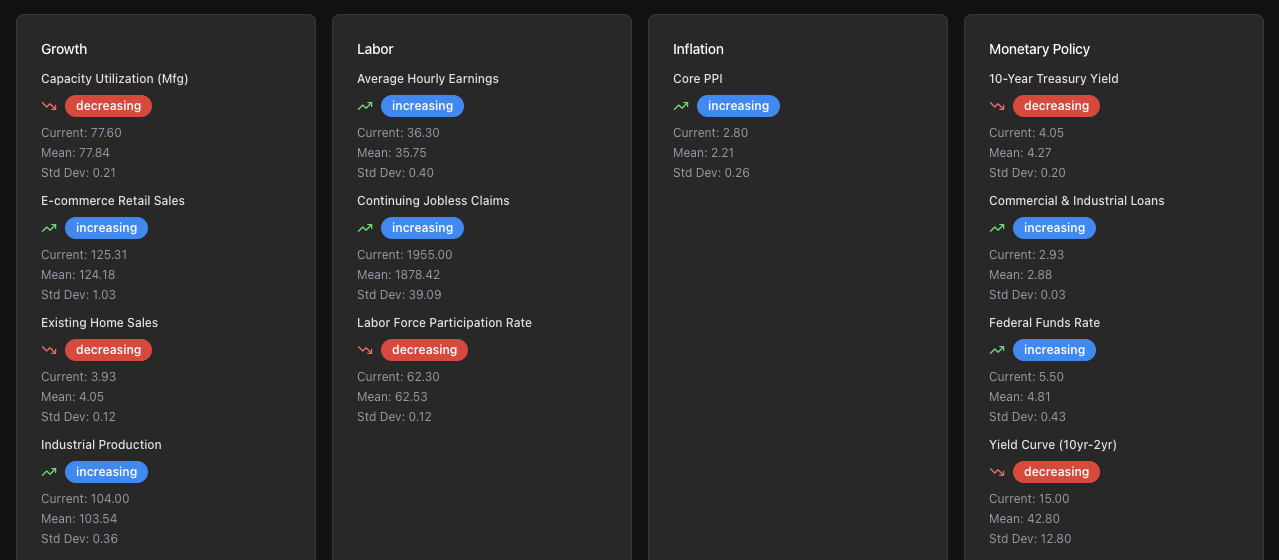 Growth
Capacity Utilization (Mfg)
decreasing
Current: 77.60
Mean: 77.84
Std Dev: 0.21
E-commerce Retail Sales
increasing
Current: 125.31
Mean: 124.18
Std Dev: 1.03
Existing Home Sales
decreasing
Current: 3.93
Mean: 4.05
Std Dev: 0.12
Industrial Production
increasing
Current: 104.00
Mean: 103.54
Std Dev: 0.36
Labor
Average Hourly Earnings
increasing
Current: 36.30
Mean: 35.75
Std Dev: 0.40
Continuing Jobless Claims
increasing
Current: 1955.00
Mean: 1878.42
Std Dev: 39.09
Labor Force Participation Rate
decreasing
Current: 62.30
Mean: 62.53
Std Dev: 0.12
Inflation
Core PPI
increasing
Current: 2.80
Mean: 2.21
Std Dev: 0.26
Monetary Policy
10-Year Treasury Yield
decreasing
Current: 4.05
Mean: 4.27
Std Dev: 0.20
Commercial & Industrial Loans
increasing
Current: 2.93
Mean: 2.88
Std Dev: 0.03
Federal Funds Rate
increasing
Current: 5.50
Mean: 4.81
Std Dev: 0.43
Yield Curve (10yr-2yr)
decreasing
Current: 15.00
Mean: 42.80
Std Dev: 12.80